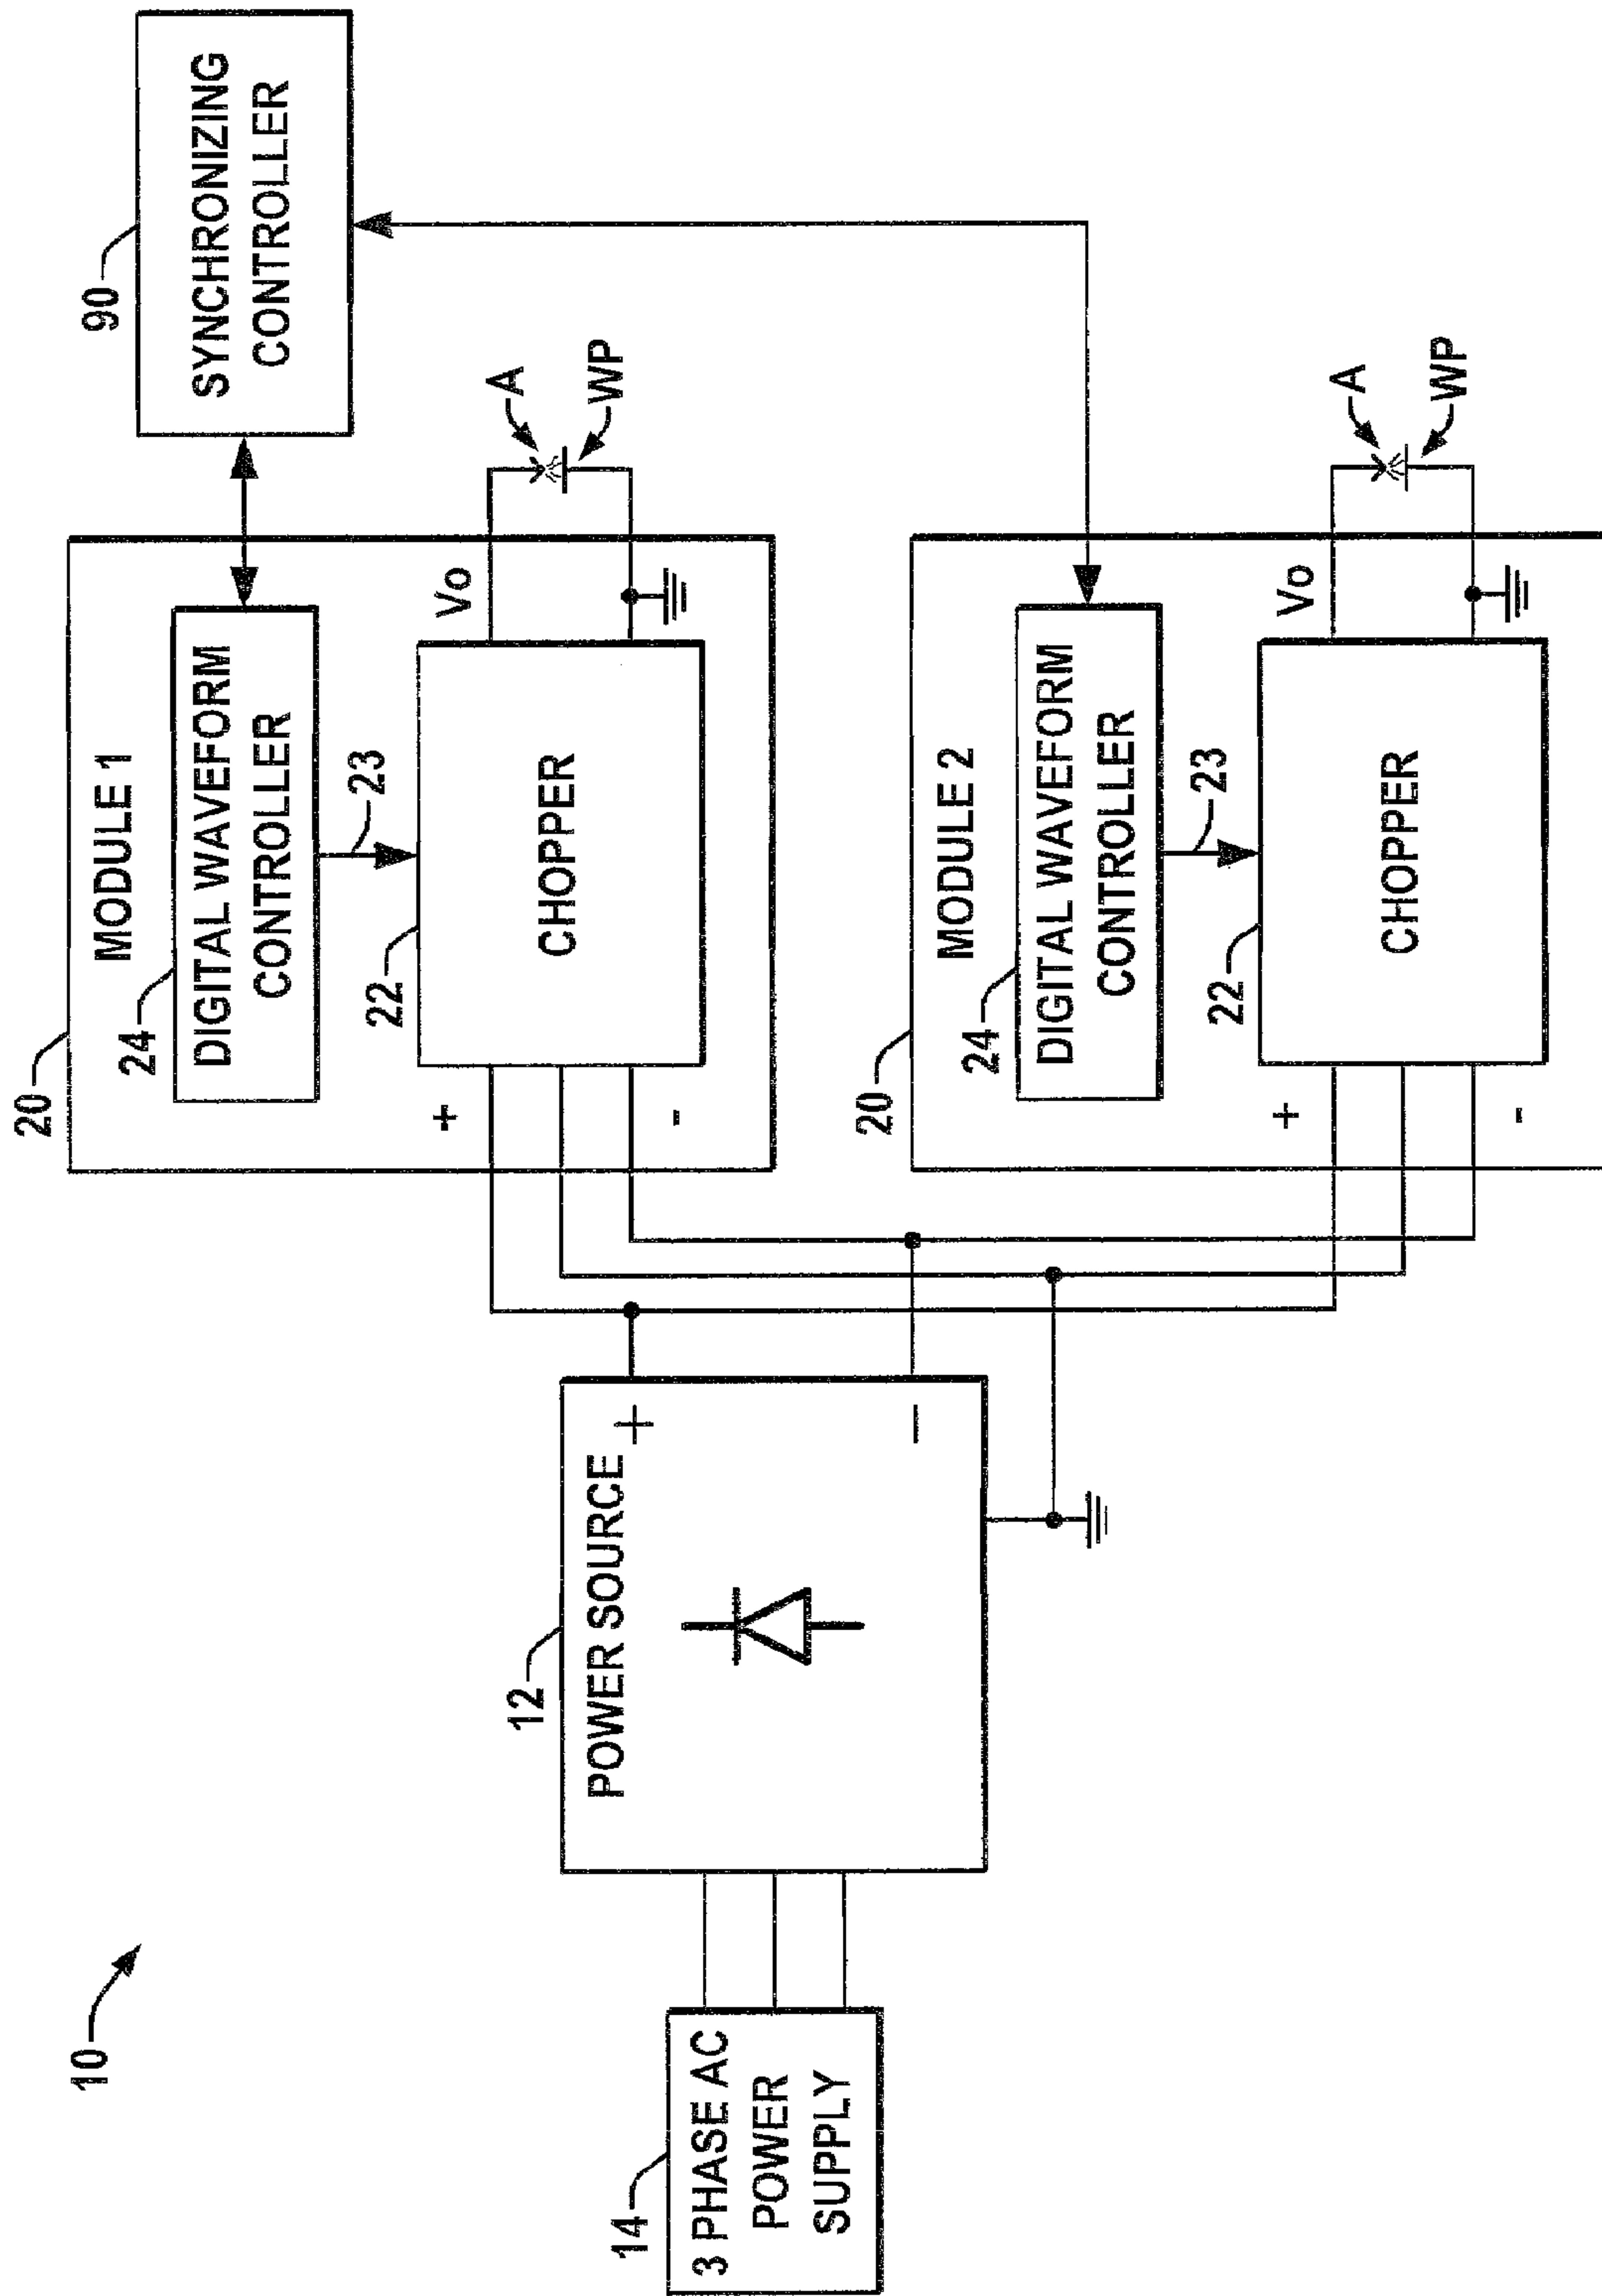 10
14
3 PHASE AC
POWER
SUPPLY
12
POWER SOURCE
+
−
20
MODULE 1
24
DIGITAL WAVEFORM
CONTROLLER
23
22
CHOPPER
+
-
Vo
A
WP
90
SYNCHRONIZING
CONTROLLER
20
MODULE 2
24
DIGITAL WAVEFORM
CONTROLLER
23
22
CHOPPER
+
-
Vo
A
WP